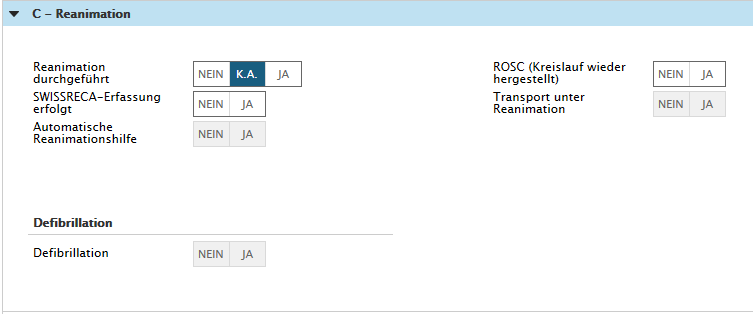 C – Reanimation
Reanimation
durchgeführt
NEIN K.A. JA
SWISSRECA-Erfassung
erfolgt
NEIN JA
Automatische
Reanimationshilfe
NEIN JA
ROSC (Kreislauf wieder
hergestellt)
NEIN JA
Transport unter
Reanimation
NEIN JA
Defibrillation
Defibrillation
NEIN JA